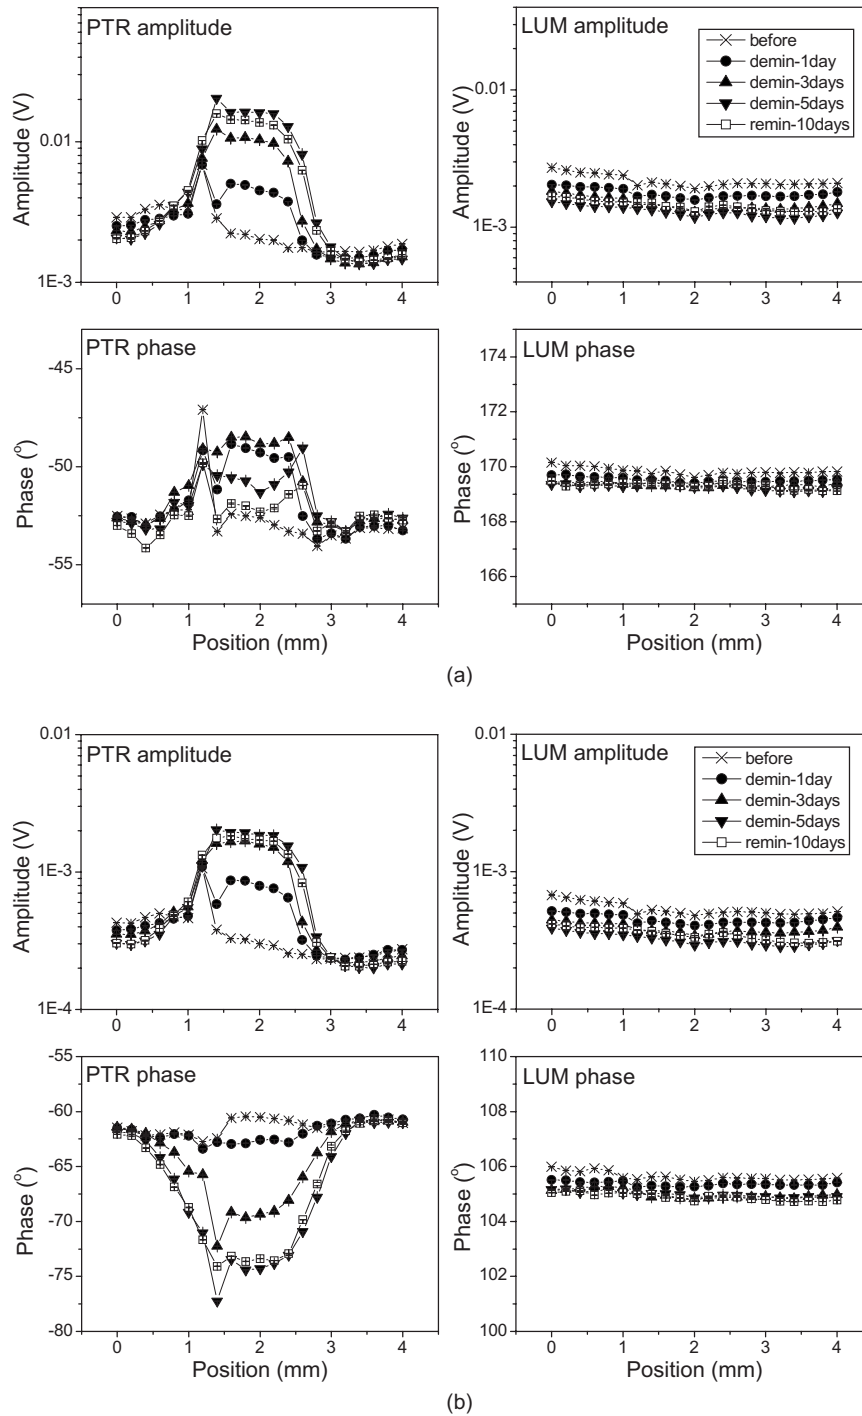 PTR amplitude
Amplitude (V)
0.01
1E-3
0 1 2 3 4
LUM amplitude
before
demin-1day
demin-3days
demin-5days
remin-10days
Amplitude (V)
0.01
1E-3
0 1 2 3 4
PTR phase
Phase (°)
-45
-50
-55
0 1 2 3 4
Position (mm)
LUM phase
Phase (°)
174
172
170
168
166
0 1 2 3 4
Position (mm)
(a)
PTR amplitude
Amplitude (V)
0.01
1E-3
1E-4
0 1 2 3 4
LUM amplitude
before
demin-1day
demin-3days
demin-5days
remin-10days
Amplitude (V)
0.01
1E-3
1E-4
0 1 2 3 4
PTR phase
Phase (°)
-55
-60
-65
-70
-75
-80
0 1 2 3 4
Position (mm)
LUM phase
Phase (°)
110
108
106
104
102
100
0 1 2 3 4
Position (mm)
(b)